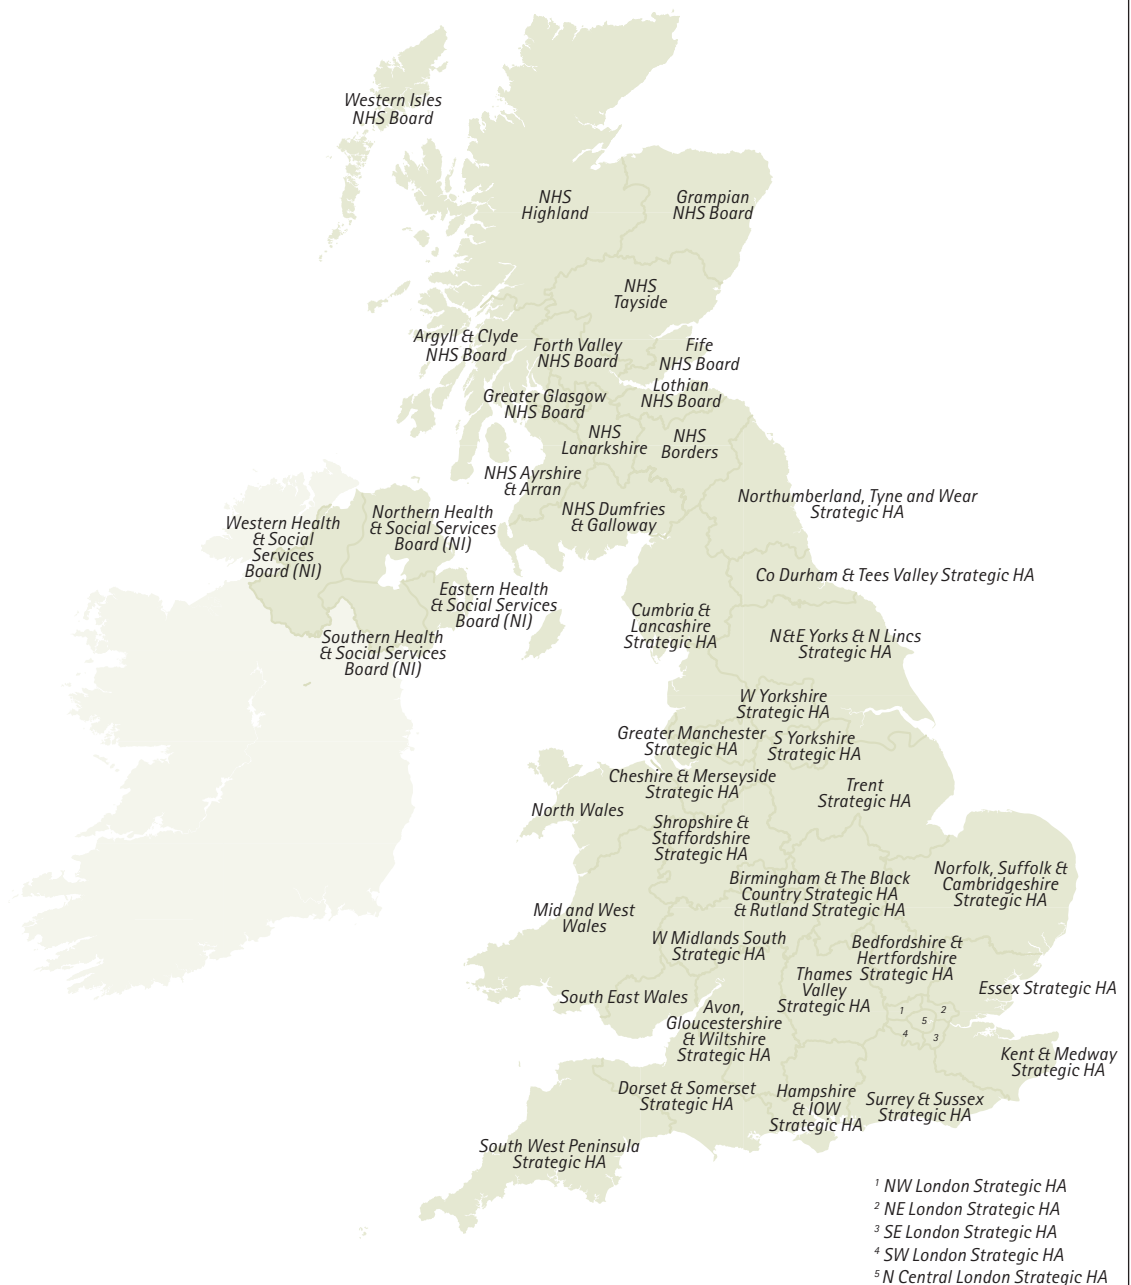 Western Isles
NHS Board
NHS
Highland
Grampian
NHS Board
NHS
Tayside
Argyll & Clyde
NHS Board
Forth Valley
NHS Board
Fife
NHS Board
Lothian
NHS Board
Greater Glasgow
NHS Board
NHS
Lanarkshire
NHS
Borders
NHS Ayrshire
& Arran
NHS Dumfries
& Galloway
Northumberland, Tyne and Wear
Strategic HA
Western Health
& Social
Services
Board (NI)
Northern Health
& Social Services
Board (NI)
Eastern Health
& Social Services
Board (NI)
Southern Health
& Social Services
Board (NI)
Co Durham & Tees Valley Strategic HA
Cumbria &
Lancashire
Strategic HA
N&E Yorks & N Lincs
Strategic HA
W Yorkshire
Strategic HA
Greater Manchester
Strategic HA
S Yorkshire
Strategic HA
Cheshire & Merseyside
Strategic HA
Trent
Strategic HA
North Wales
Shropshire &
Staffordshire
Strategic HA
Birmingham & The Black
Country Strategic HA
& Rutland Strategic HA
Norfolk, Suffolk &
Cambridgeshire
Strategic HA
Mid and West
Wales
W Midlands South
Strategic HA
Bedfordshire &
Hertfordshire
Strategic HA
Thames
Valley
Strategic HA
Essex Strategic HA
South East Wales
Avon,
Gloucestershire
& Wiltshire
Strategic HA
1
2
5
4
3
Kent & Medway
Strategic HA
Dorset & Somerset
Strategic HA
Hampshire
& IOW
Strategic HA
Surrey & Sussex
Strategic HA
South West Peninsula
Strategic HA
1 NW London Strategic HA
2 NE London Strategic HA
3 SE London Strategic HA
4 SW London Strategic HA
5 N Central London Strategic HA